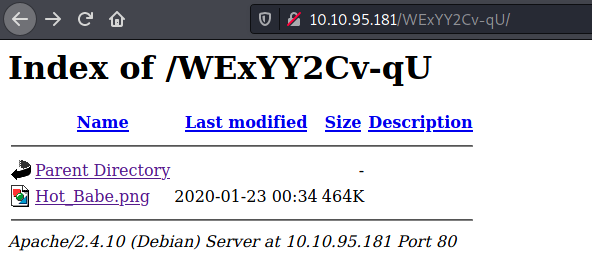 10.10.95.181/WExYY2Cv-qU/
Index of /WExYY2Cv-qU
Name Last modified Size Description
Parent Directory -
Hot_Babe.png 2020-01-23 00:34 464K
Apache/2.4.10 (Debian) Server at 10.10.95.181 Port 80